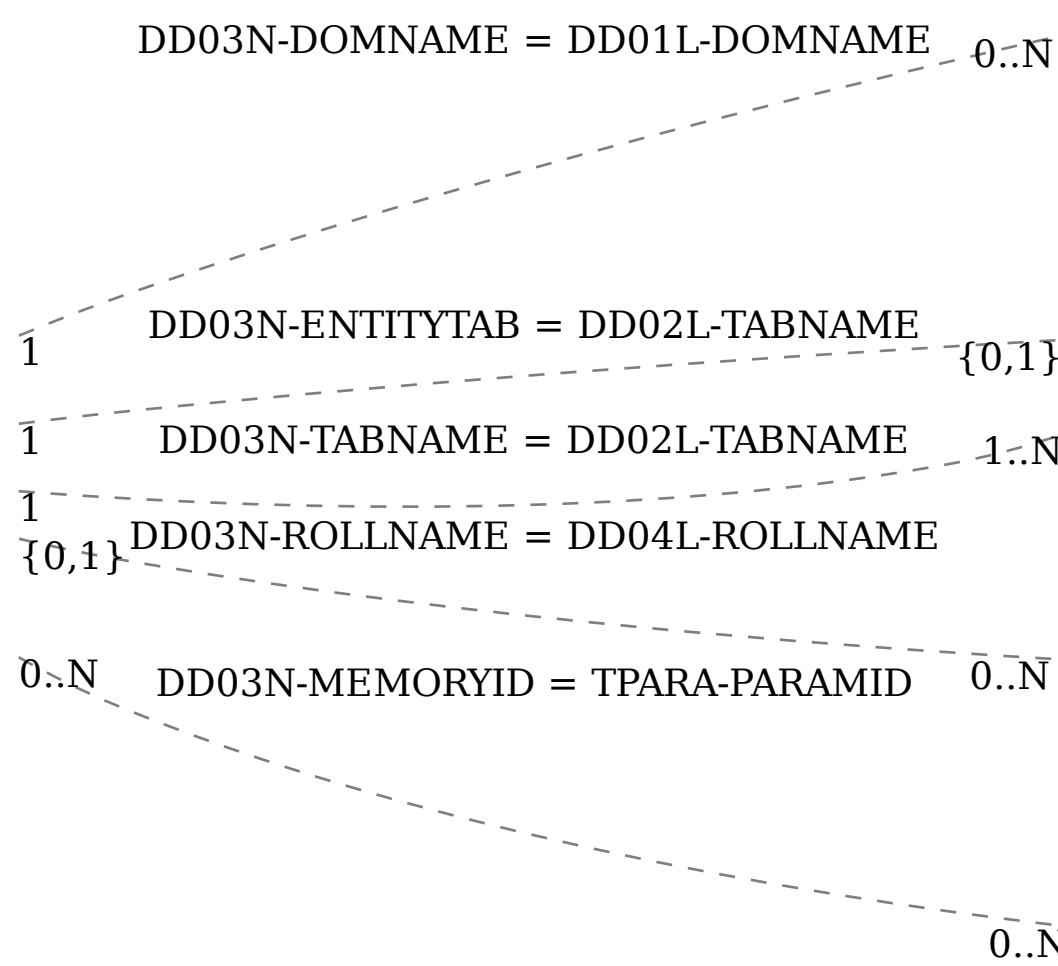 DD03N-DOMNAME = DD01L-DOMNAME
0..N
1
DD03N-ENTITYTAB = DD02L-TABNAME
{0,1}
1
DD03N-TABNAME = DD02L-TABNAME
1..N
1
DD03N-ROLLNAME = DD04L-ROLLNAME
{0,1}
0..N
0..N
DD03N-MEMORYID = TPARA-PARAMID
0..N